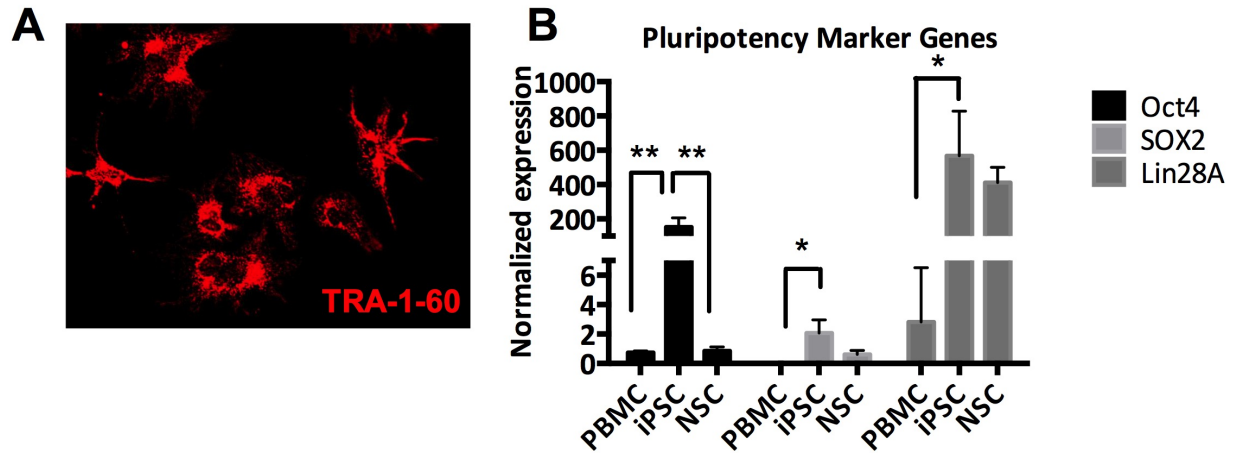 A
TRA-1-60
B
Pluripotency Marker Genes
Normalized expression
1000
800
600
400
200
6
4
2
0
**
**
*
*
PBMC
iPSC
NSC
PBMC
iPSC
NSC
PBMC
iPSC
NSC
Oct4
SOX2
Lin28A